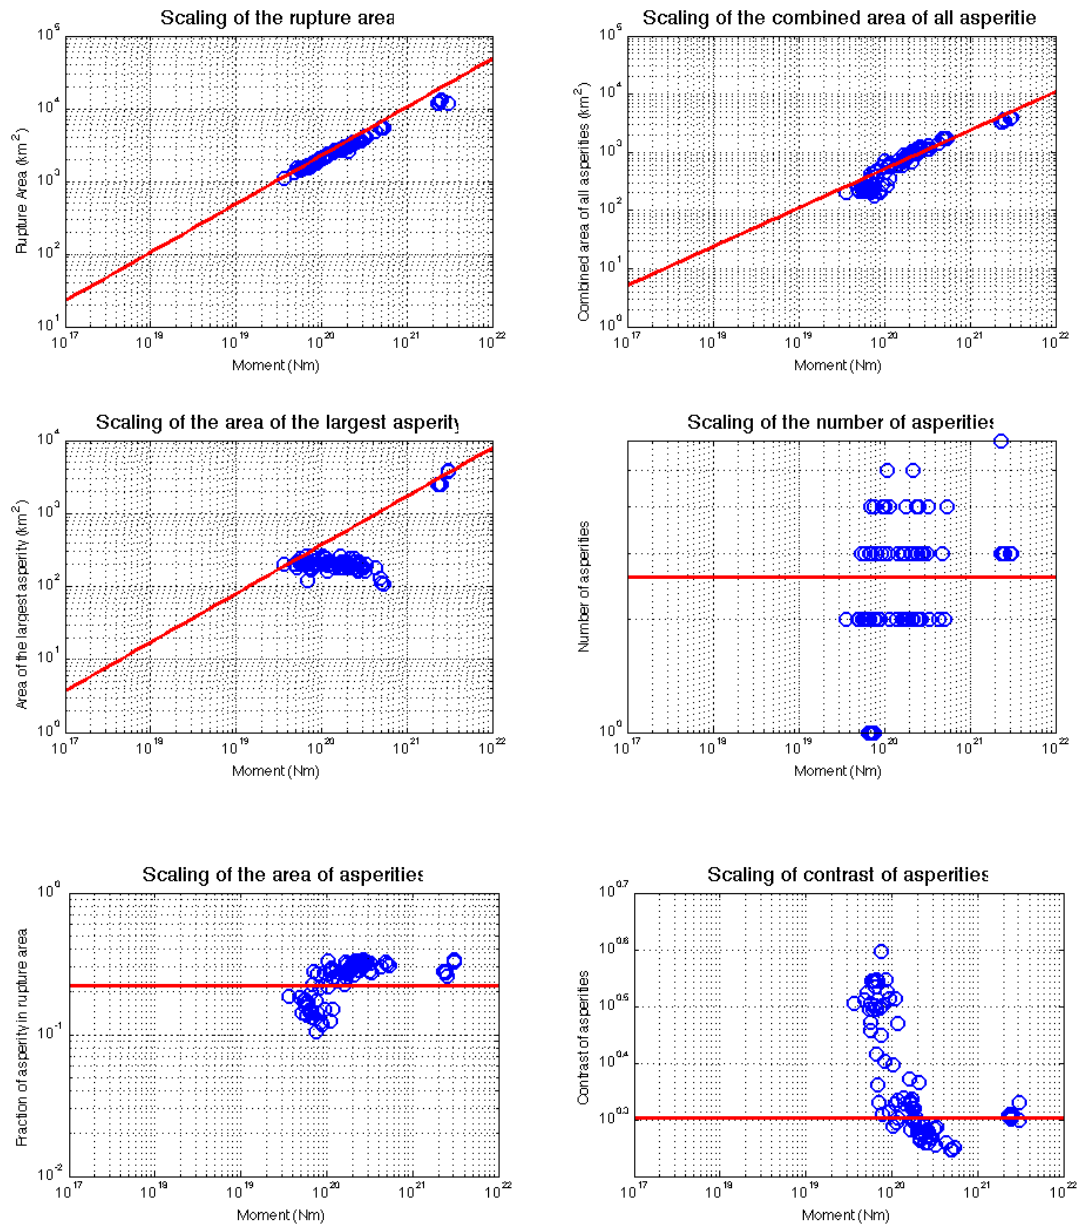 Scaling of the rupture area
10^5
10^4
10^3
10^2
10^1
Rupture Area (km^2)
10^17 10^19 10^19 10^20 10^21 10^22
Moment (Nm)
Scaling of the combined area of all asperitie
10^5
10^4
10^3
10^2
10^1
10^0
Combined area of all asperities (km^2)
10^17 10^19 10^19 10^20 10^21 10^22
Moment (Nm)
Scaling of the area of the largest asperity
10^4
10^3
10^2
10^1
10^0
Area of the largest asperity (km^2)
10^17 10^19 10^19 10^20 10^21 10^22
Moment (Nm)
Scaling of the number of asperities
10^0
Number of asperities
10^17 10^19 10^19 10^20 10^21 10^22
Moment (Nm)
Scaling of the area of asperities
10^0
10^-1
10^-2
Fraction of asperity in rupture area
10^17 10^19 10^19 10^20 10^21 10^22
Moment (Nm)
Scaling of contrast of asperities
10^0.7
10^0.6
10^0.5
10^0.4
10^0.3
Contrast of asperities
10^17 10^19 10^19 10^20 10^21 10^22
Moment (Nm)